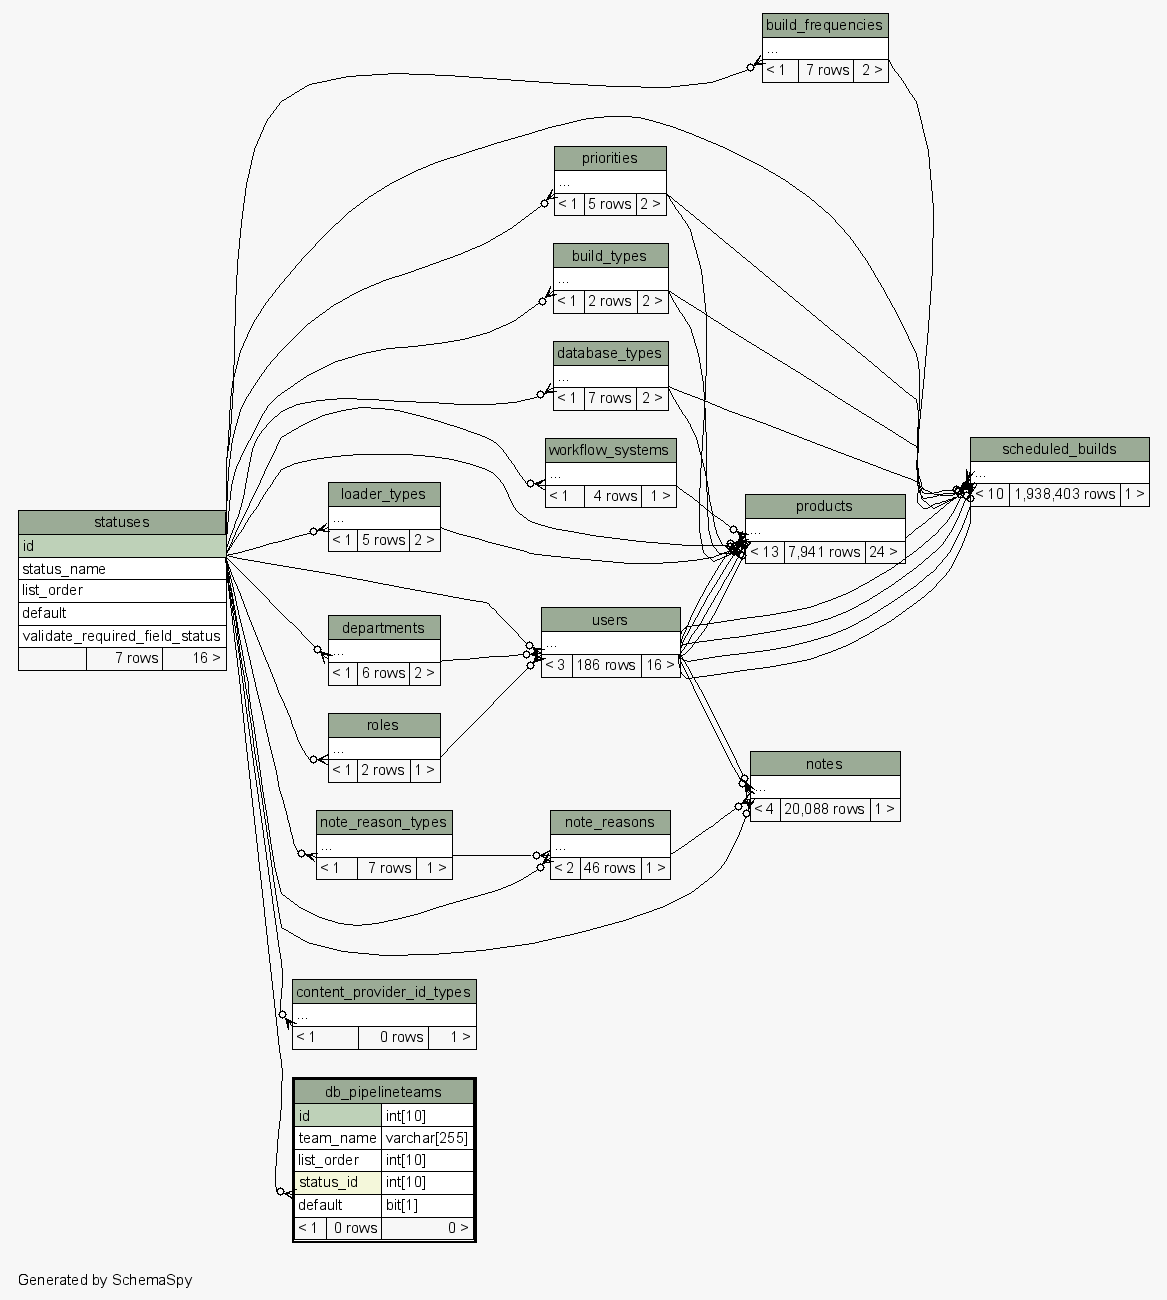 build_frequencies
...
< 1 7 rows 2 >
priorities
...
< 1 5 rows 2 >
build_types
...
< 1 2 rows 2 >
database_types
...
< 1 7 rows 2 >
workflow_systems
...
< 1 4 rows 1 >
scheduled_builds
...
< 10 1,938,403 rows 1 >
loader_types
...
< 1 5 rows 2 >
products
...
< 13 7,941 rows 24 >
statuses
id
status_name
list_order
default
validate_required_field_status
7 rows 16 >
departments
...
< 1 6 rows 2 >
users
...
< 3 186 rows 16 >
roles
...
< 1 2 rows 1 >
notes
...
< 4 20,088 rows 1 >
note_reason_types
...
< 1 7 rows 1 >
note_reasons
...
< 2 46 rows 1 >
content_provider_id_types
...
< 1 0 rows 1 >
db_pipelineteams
id int[10]
team_name varchar[255]
list_order int[10]
status_id int[10]
default bit[1]
< 1 0 rows 0 >
Generated by SchemaSpy